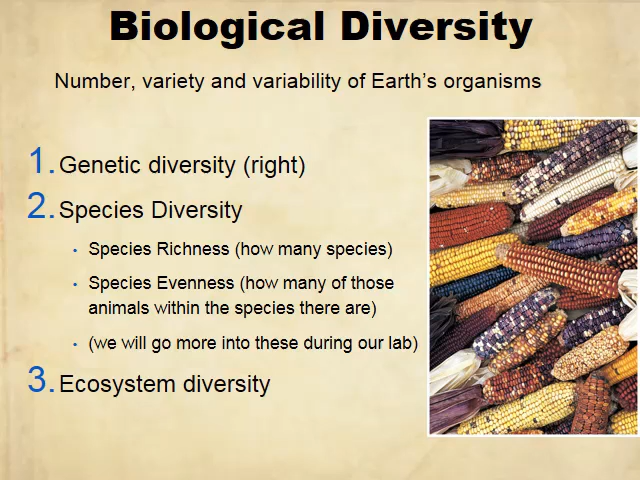 Biological Diversity
Number, variety and variability of Earth’s organisms
1. Genetic diversity (right)
2. Species Diversity
• Species Richness (how many species)
• Species Evenness (how many of those
animals within the species there are)
• (we will go more into these during our lab)
3. Ecosystem diversity